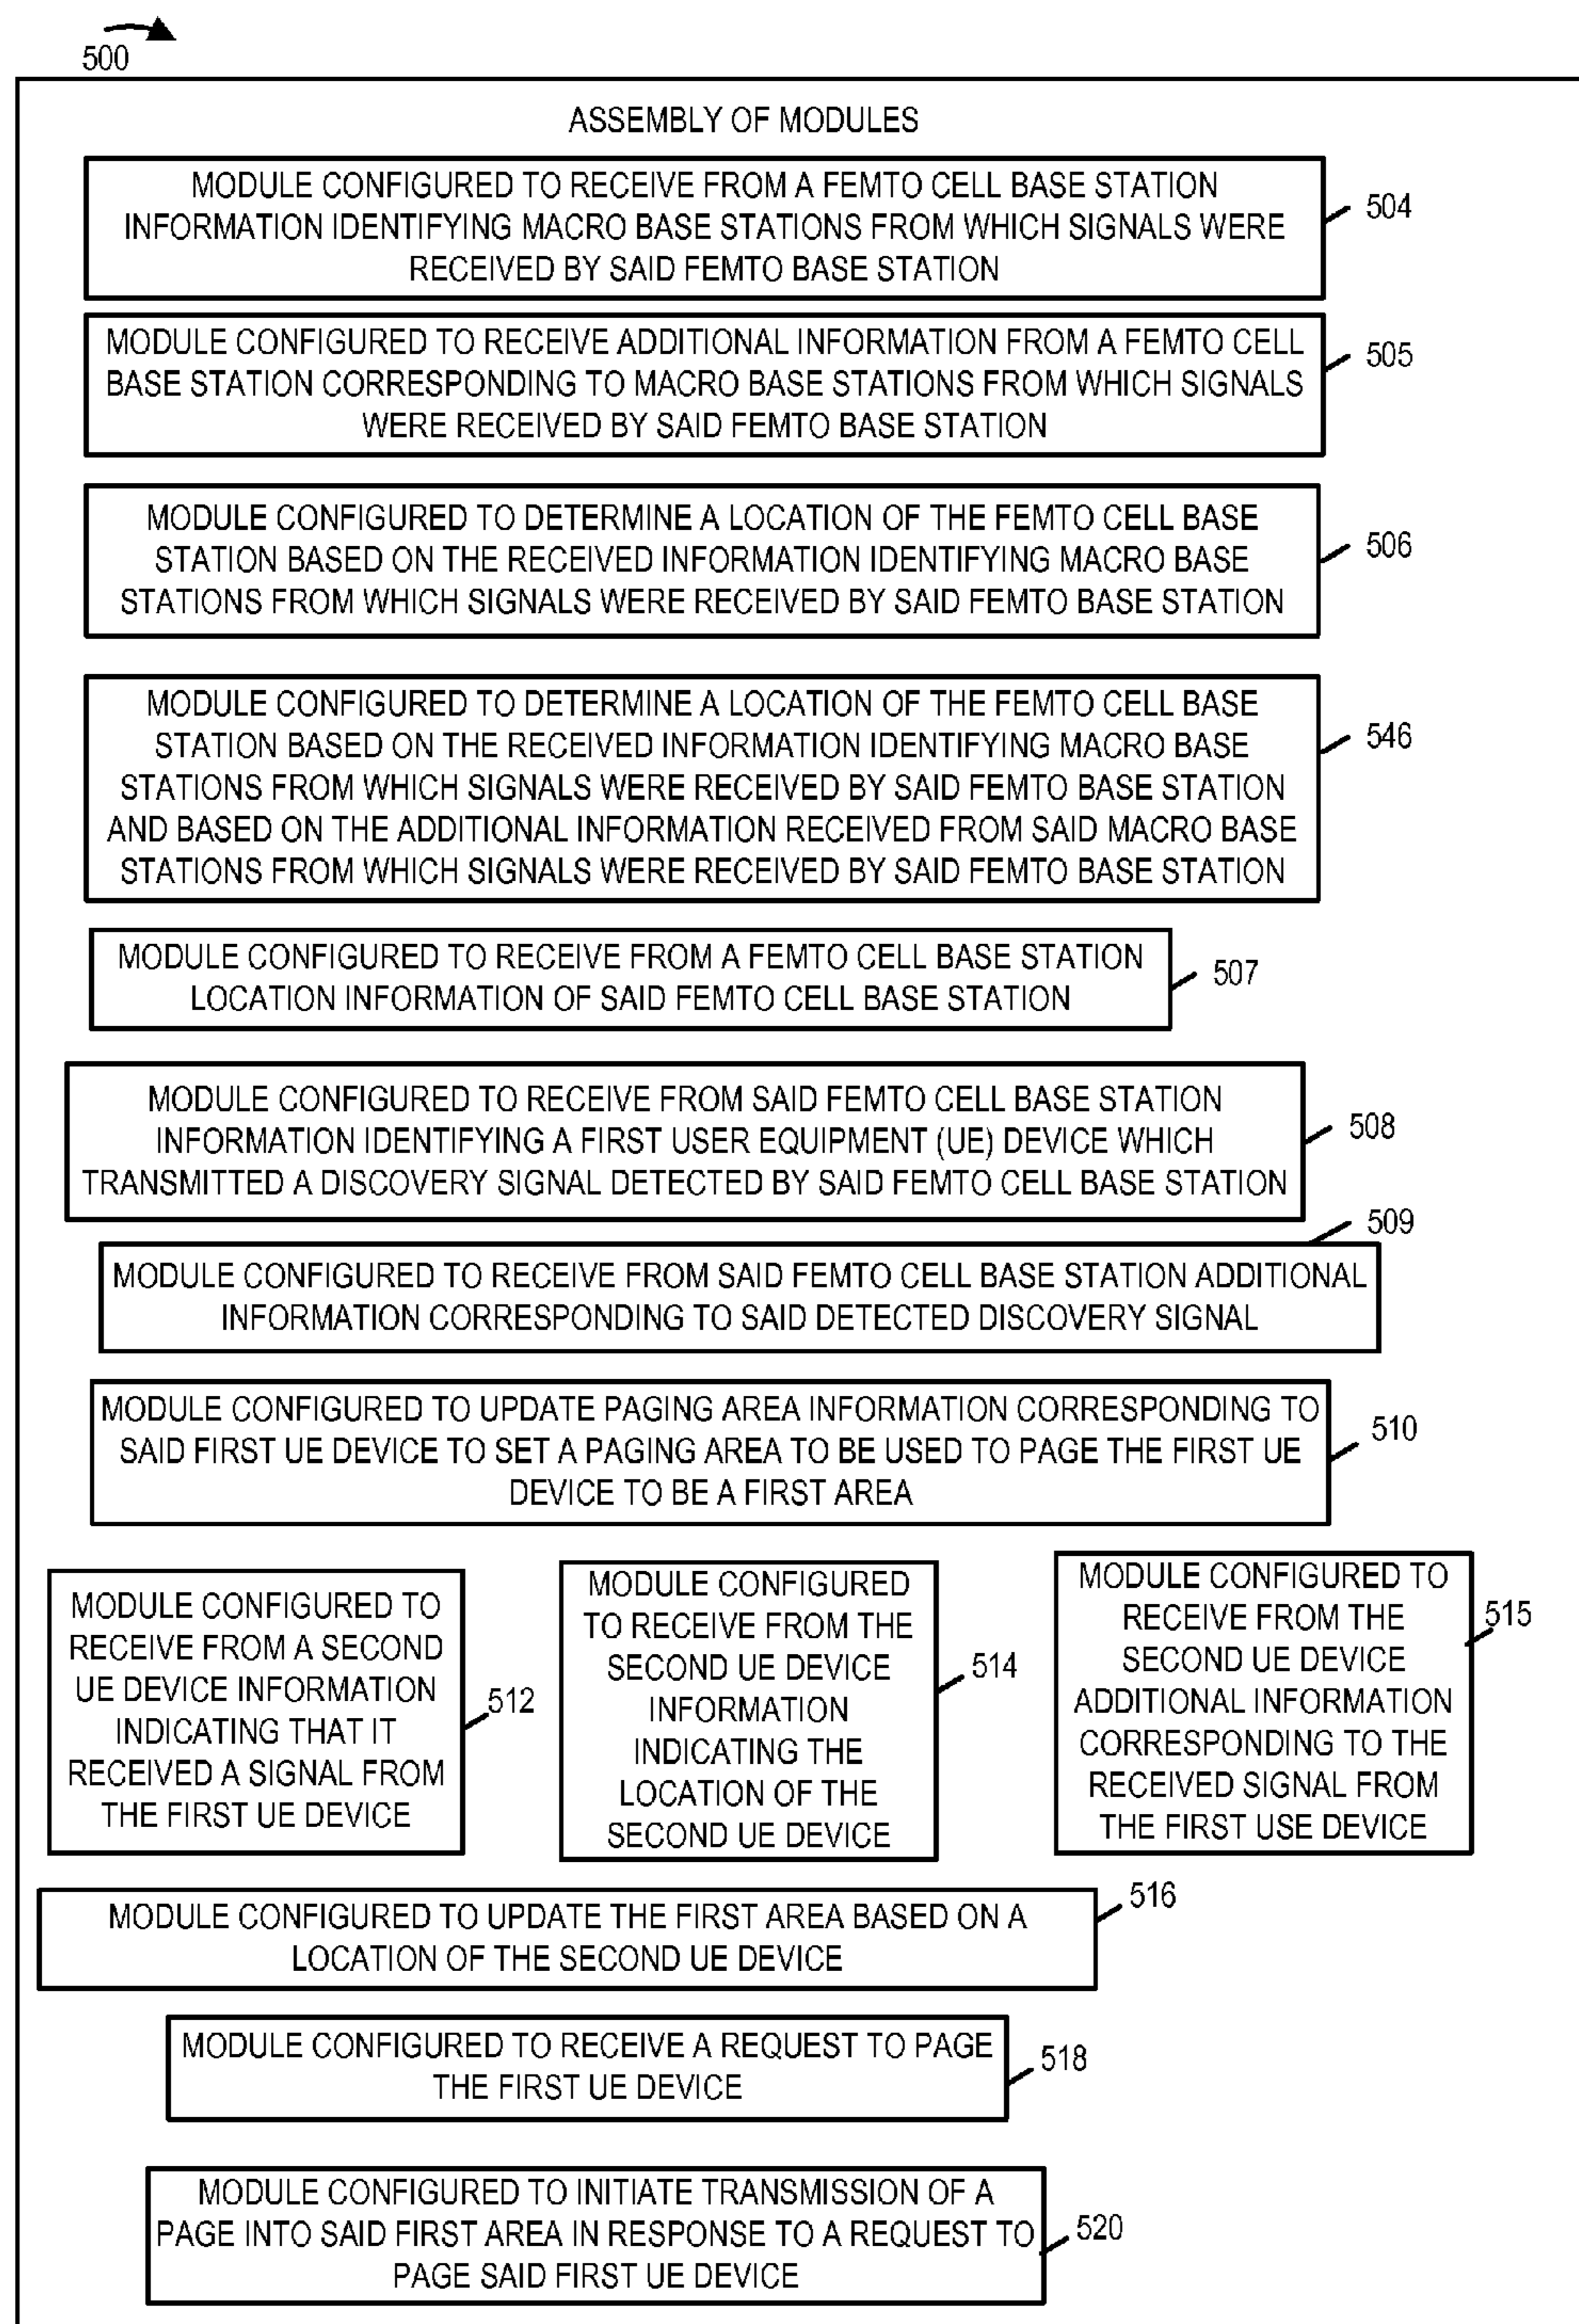 500
ASSEMBLY OF MODULES
MODULE CONFIGURED TO RECEIVE FROM A FEMTO CELL BASE STATION
INFORMATION IDENTIFYING MACRO BASE STATIONS FROM WHICH SIGNALS WERE
RECEIVED BY SAID FEMTO BASE STATION
504
MODULE CONFIGURED TO RECEIVE ADDITIONAL INFORMATION FROM A FEMTO CELL
BASE STATION CORRESPONDING TO MACRO BASE STATIONS FROM WHICH SIGNALS
WERE RECEIVED BY SAID FEMTO BASE STATION
505
MODULE CONFIGURED TO DETERMINE A LOCATION OF THE FEMTO CELL BASE
STATION BASED ON THE RECEIVED INFORMATION IDENTIFYING MACRO BASE
STATIONS FROM WHICH SIGNALS WERE RECEIVED BY SAID FEMTO BASE STATION
506
MODULE CONFIGURED TO DETERMINE A LOCATION OF THE FEMTO CELL BASE
STATION BASED ON THE RECEIVED INFORMATION IDENTIFYING MACRO BASE
STATIONS FROM WHICH SIGNALS WERE RECEIVED BY SAID FEMTO BASE STATION
AND BASED ON THE ADDITIONAL INFORMATION RECEIVED FROM SAID MACRO BASE
STATIONS FROM WHICH SIGNALS WERE RECEIVED BY SAID FEMTO BASE STATION
546
MODULE CONFIGURED TO RECEIVE FROM A FEMTO CELL BASE STATION
LOCATION INFORMATION OF SAID FEMTO CELL BASE STATION
507
MODULE CONFIGURED TO RECEIVE FROM SAID FEMTO CELL BASE STATION
INFORMATION IDENTIFYING A FIRST USER EQUIPMENT (UE) DEVICE WHICH
TRANSMITTED A DISCOVERY SIGNAL DETECTED BY SAID FEMTO CELL BASE STATION
508
509
MODULE CONFIGURED TO RECEIVE FROM SAID FEMTO CELL BASE STATION ADDITIONAL
INFORMATION CORRESPONDING TO SAID DETECTED DISCOVERY SIGNAL
MODULE CONFIGURED TO UPDATE PAGING AREA INFORMATION CORRESPONDING TO
SAID FIRST UE DEVICE TO SET A PAGING AREA TO BE USED TO PAGE THE FIRST UE
DEVICE TO BE A FIRST AREA
510
MODULE CONFIGURED TO
RECEIVE FROM A SECOND
UE DEVICE INFORMATION
INDICATING THAT IT
RECEIVED A SIGNAL FROM
THE FIRST UE DEVICE
512
MODULE CONFIGURED
TO RECEIVE FROM THE
SECOND UE DEVICE
INFORMATION
INDICATING THE
LOCATION OF THE
SECOND UE DEVICE
514
MODULE CONFIGURED TO
RECEIVE FROM THE
SECOND UE DEVICE
ADDITIONAL INFORMATION
CORRESPONDING TO THE
RECEIVED SIGNAL FROM
THE FIRST USE DEVICE
515
MODULE CONFIGURED TO UPDATE THE FIRST AREA BASED ON A
LOCATION OF THE SECOND UE DEVICE
516
MODULE CONFIGURED TO RECEIVE A REQUEST TO PAGE
THE FIRST UE DEVICE
518
MODULE CONFIGURED TO INITIATE TRANSMISSION OF A
PAGE INTO SAID FIRST AREA IN RESPONSE TO A REQUEST TO
PAGE SAID FIRST UE DEVICE
520